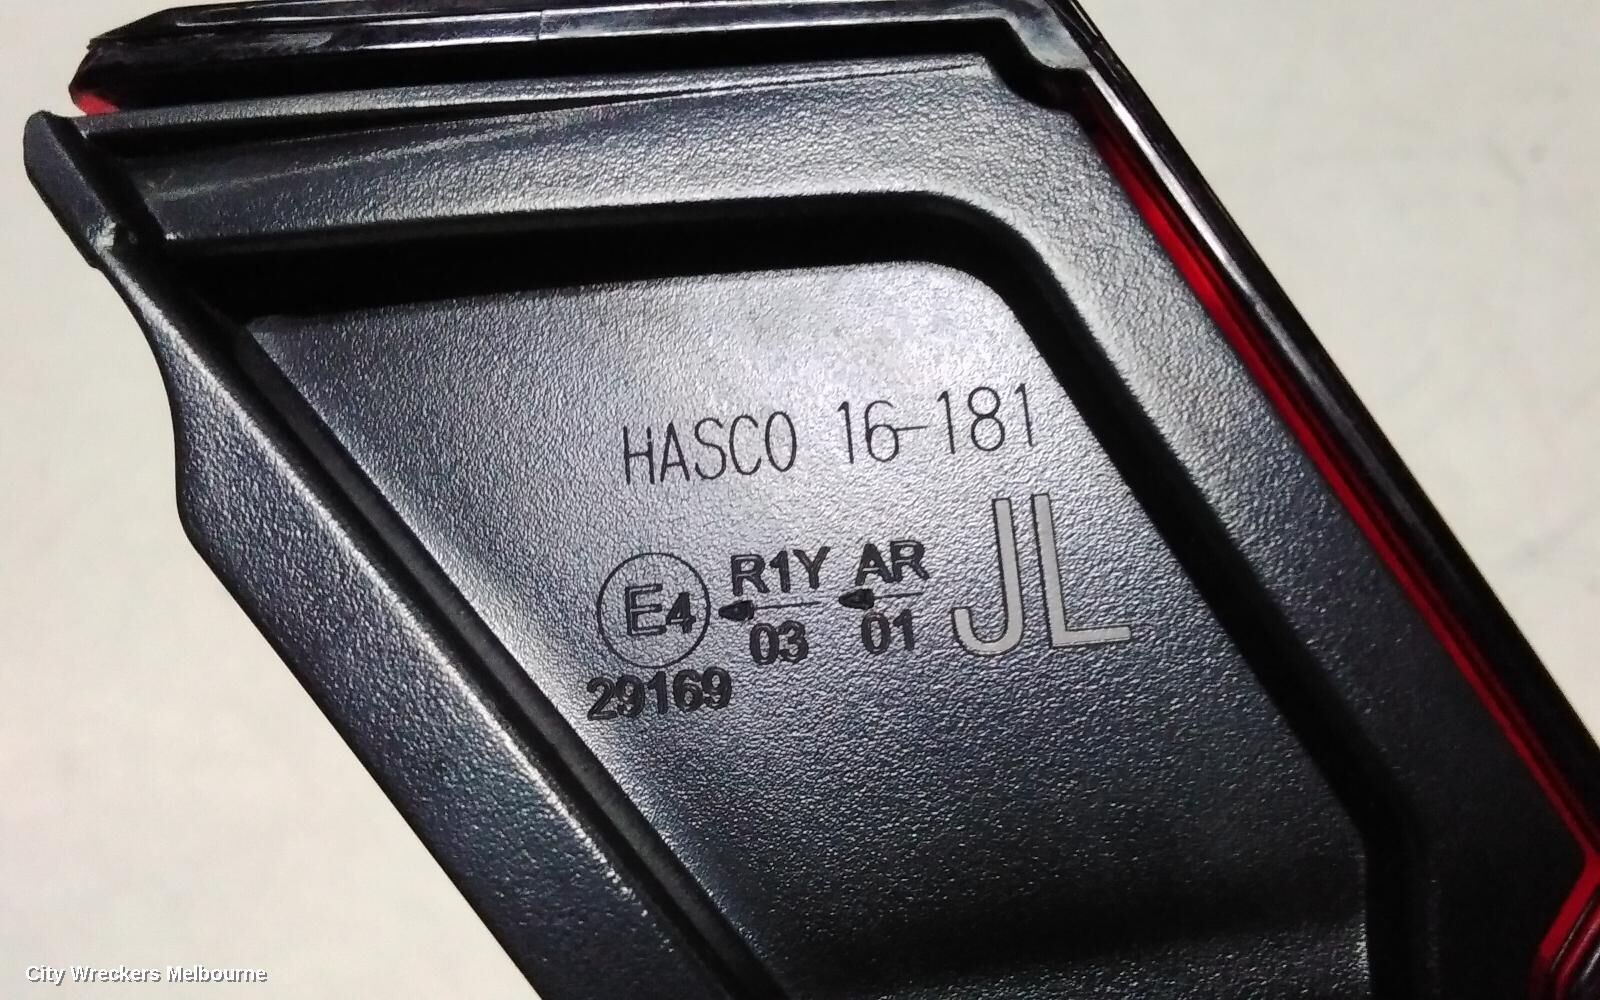 HASCO 16-181
E4 R1Y AR JL
03 01
29169
City Wreckers Melbourne